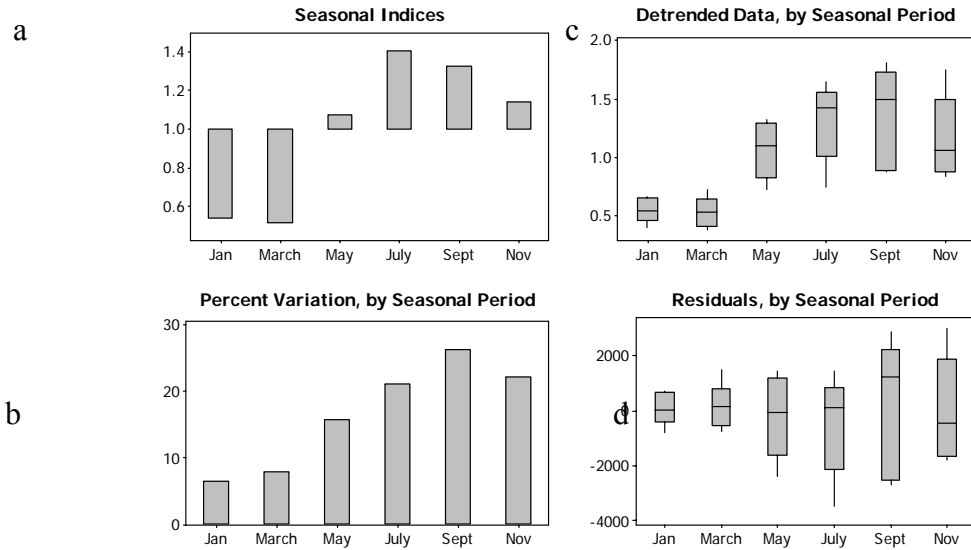 a
Seasonal Indices
1.4
1.2
1.0
0.8
0.6
Jan March May July Sept Nov
c
Detrended Data, by Seasonal Period
2.0
1.5
1.0
0.5
Jan March May July Sept Nov
b
Percent Variation, by Seasonal Period
30
20
10
0
Jan March May July Sept Nov
d
Residuals, by Seasonal Period
2000
0
-2000
-4000
Jan March May July Sept Nov